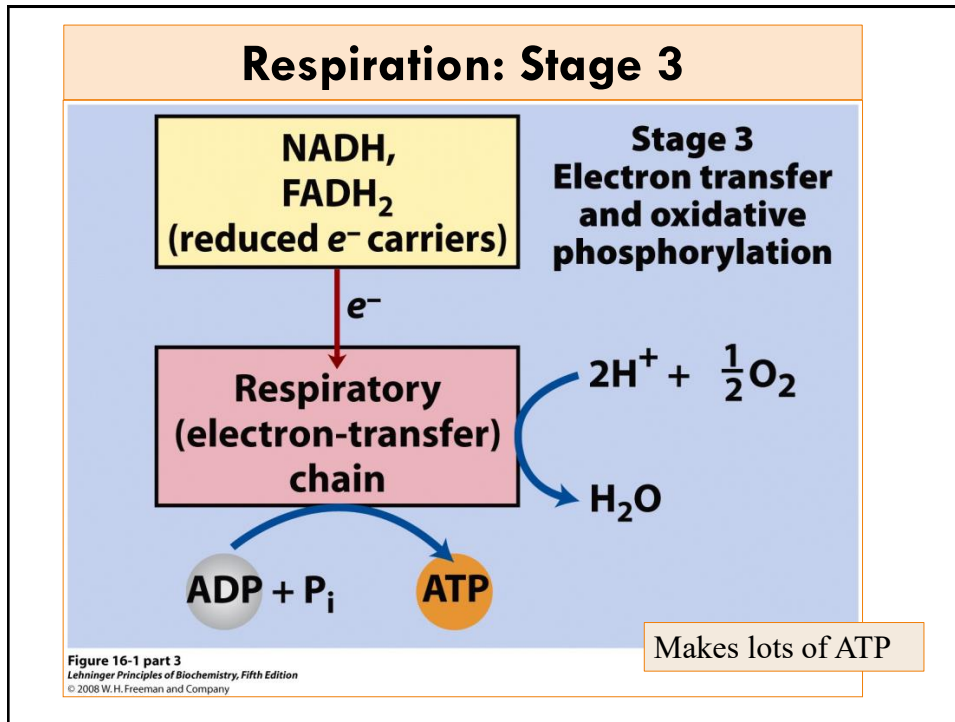 Respiration: Stage 3
NADH,
FADH₂
(reduced e⁻ carriers)
Stage 3
Electron transfer
and oxidative
phosphorylation
e⁻
Respiratory
(electron-transfer)
chain
2H⁺ + ½O₂
H₂O
ADP + Pᵢ
ATP
Makes lots of ATP
Figure 16-1 part 3
Lehninger Principles of Biochemistry, Fifth Edition
© 2008 W. H. Freeman and Company